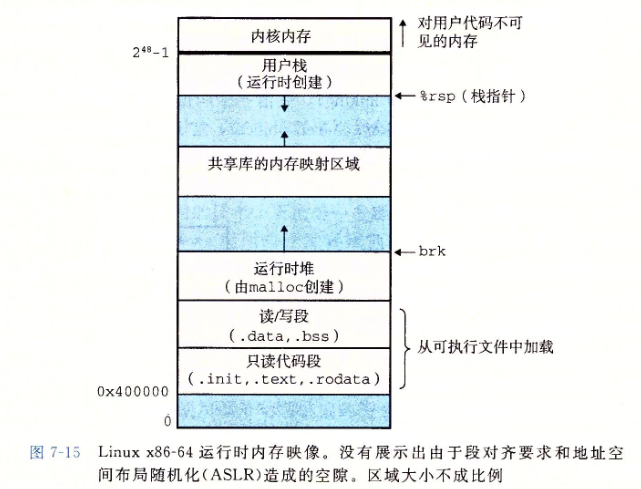 内核内存
对用户代码不可
见的内存
2⁴⁸-1
用户栈
(运行时创建)
%rsp(栈指针)
共享库的内存映射区域
brk
运行时堆
(由malloc创建)
读/写段
(.data,.bss)
从可执行文件中加载
只读代码段
(.init,.text,.rodata)
0x400000
0
图 7-15 Linux x86-64 运行时内存映像。没有展示出由于段对齐要求和地址空
间布局随机化(ASLR)造成的空隙。区域大小不成比例